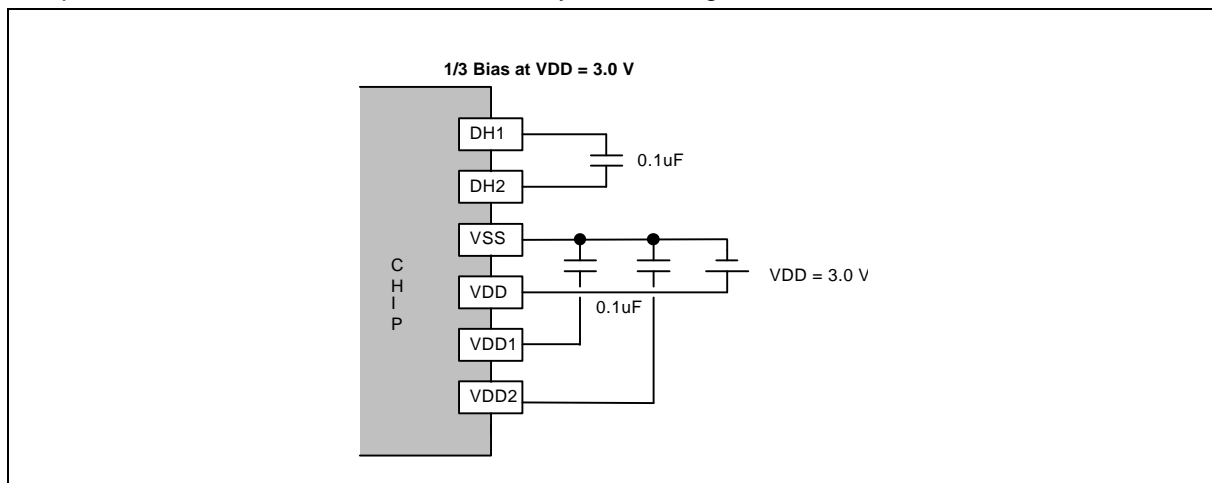 1/3 Bias at VDD = 3.0 V
DH1
0.1uF
DH2
VSS
CHIP
VDD = 3.0 V
VDD
0.1uF
VDD1
VDD2